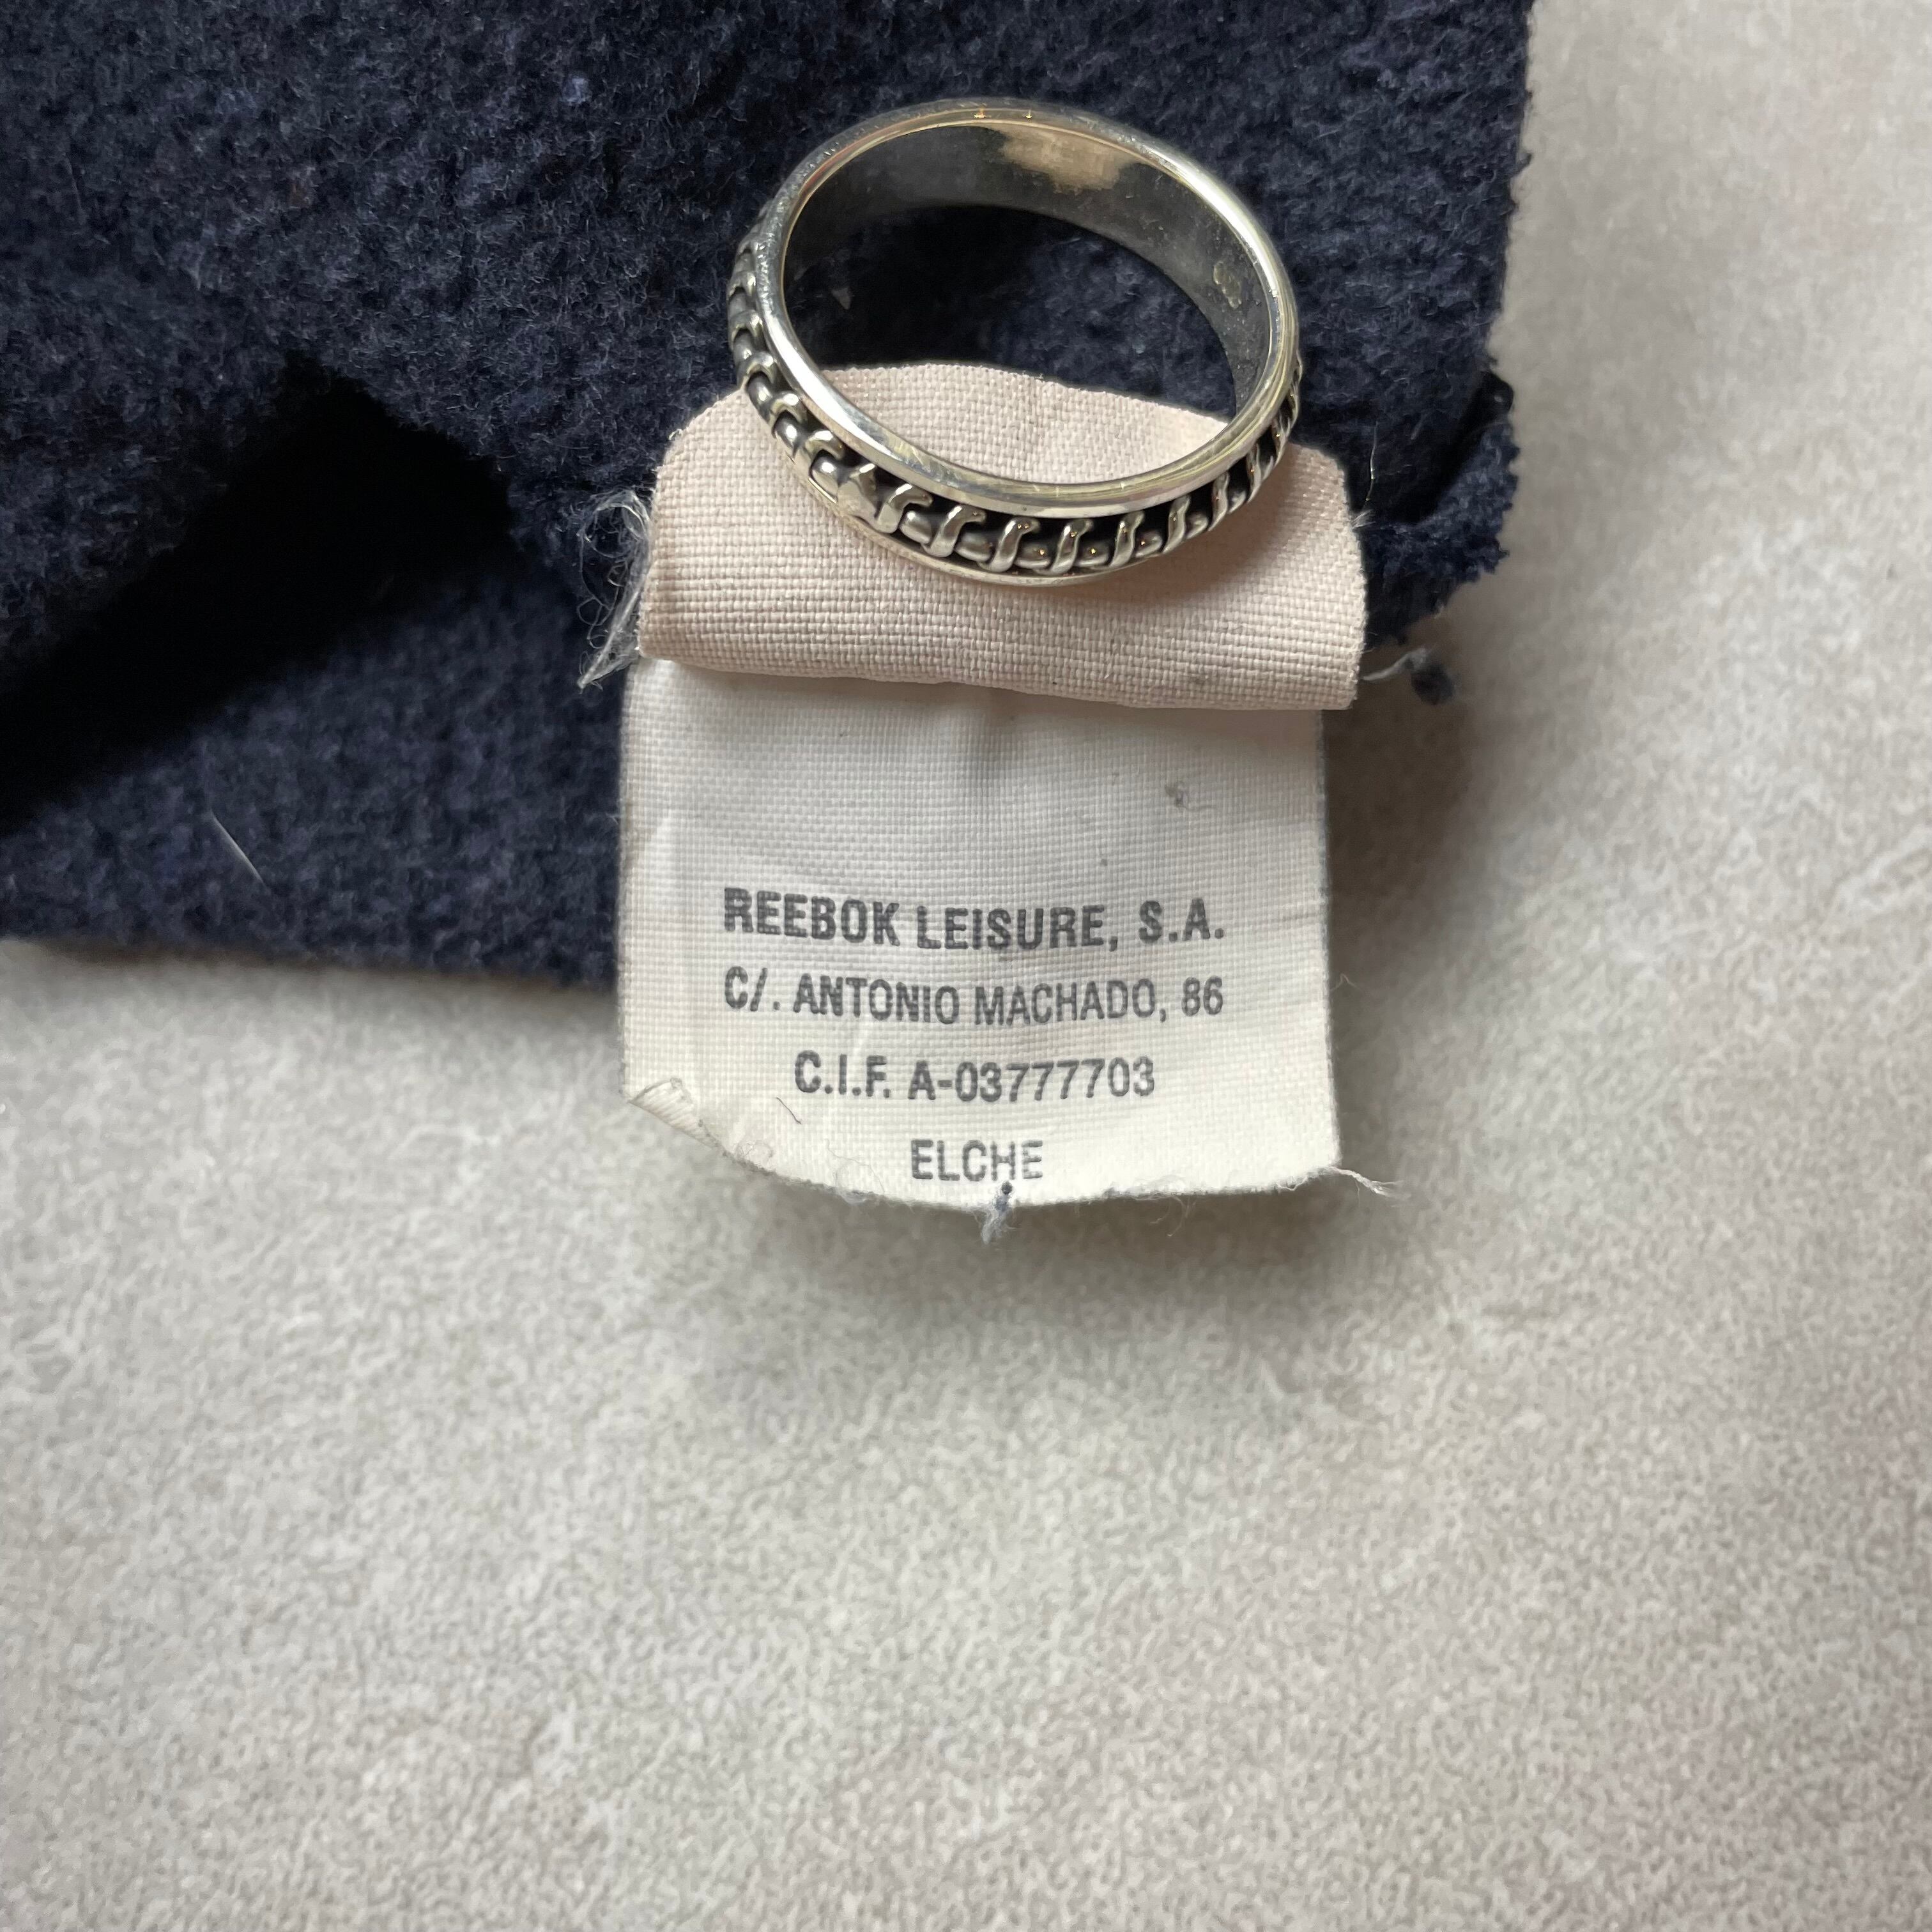 REEBOK LEISURE, S.A.
C/. ANTONIO MACHADO, 86
C.I.F. A-03777703
ELCHE